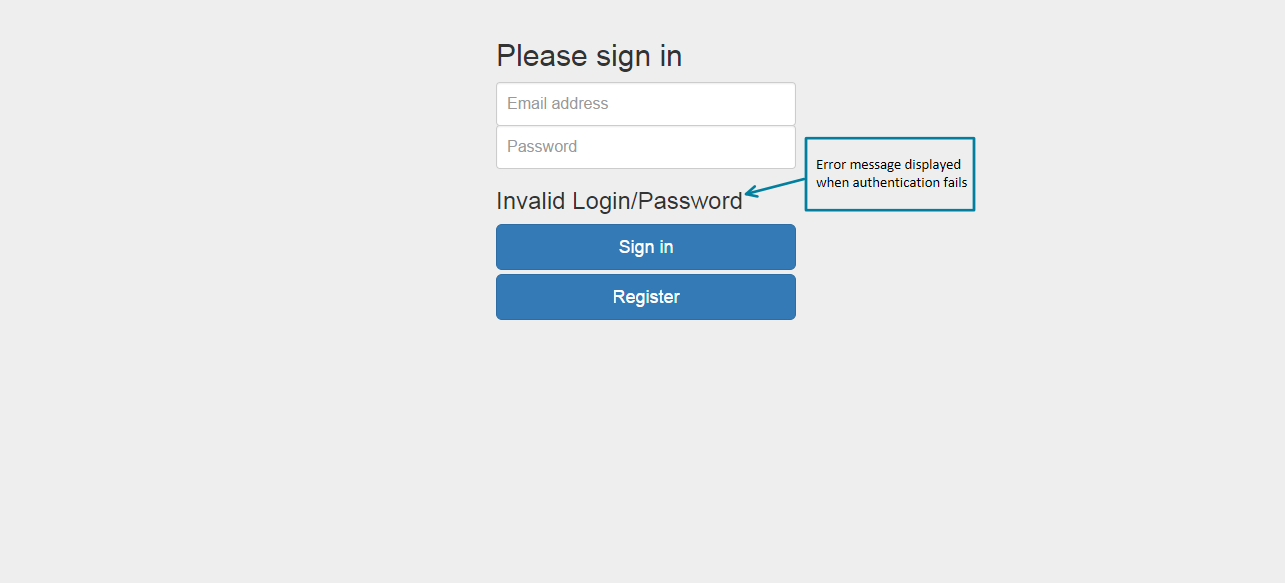 Please sign in
Email address
Password
Invalid Login/Password
Error message displayed
when authentication fails
Sign in
Register